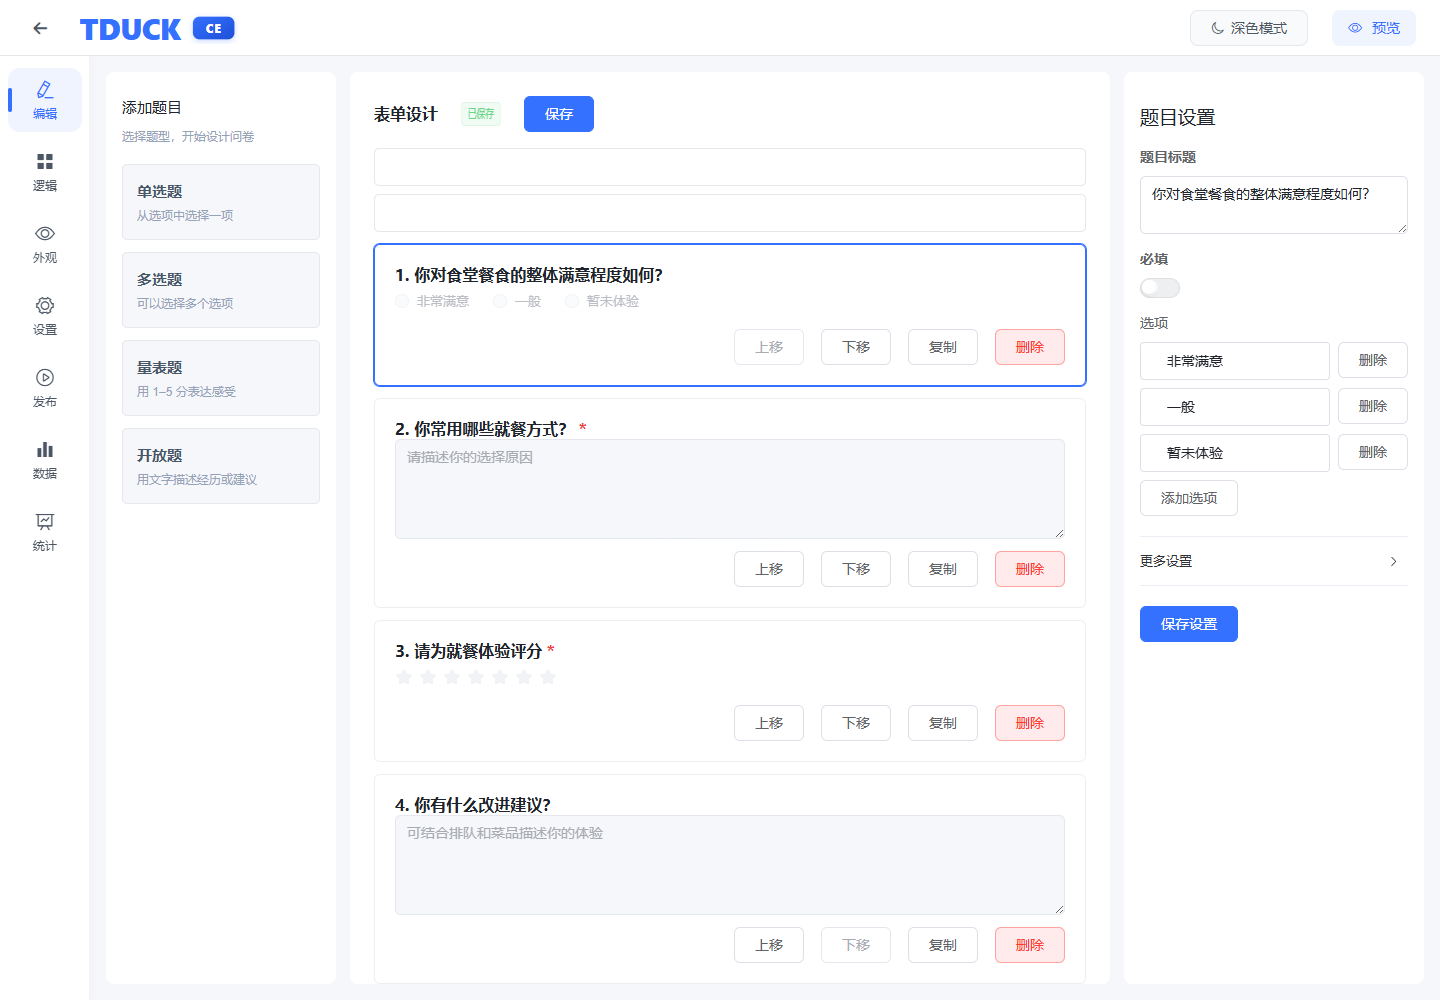 TDUCK CE
深色模式
预览
编辑
逻辑
外观
设置
发布
数据
统计
添加题目
选择题型，开始设计问卷
单选题
从选项中选择一项
多选题
可以选择多个选项
量表题
用 1–5 分表达感受
开放题
用文字描述经历或建议
表单设计 已保存 保存
1. 你对食堂餐食的整体满意程度如何？
非常满意 一般 暂未体验
上移 下移 复制 删除
2. 你常用哪些就餐方式？ *
请描述你的选择原因
上移 下移 复制 删除
3. 请为就餐体验评分 *
上移 下移 复制 删除
4. 你有什么改进建议？
可结合排队和菜品描述你的体验
上移 下移 复制 删除
题目设置
题目标题
你对食堂餐食的整体满意程度如何？
必填
选项
非常满意 删除
一般 删除
暂未体验 删除
添加选项
更多设置
保存设置